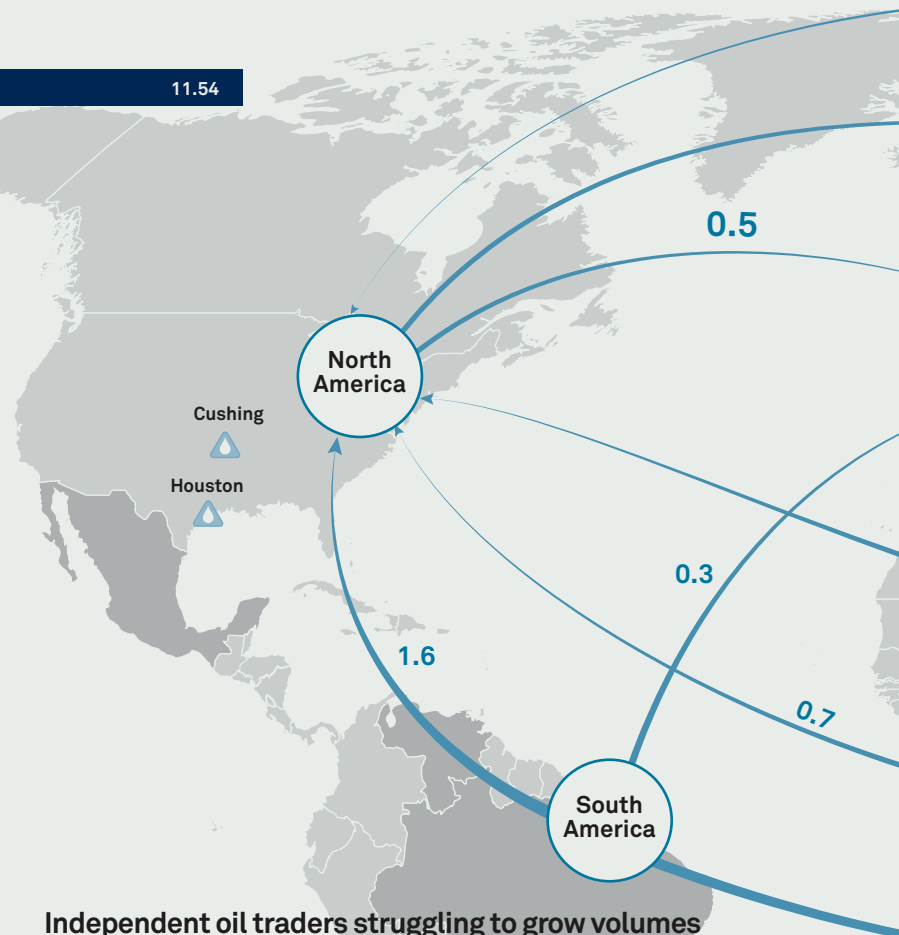 11.54
0.5
North
America
Cushing
Houston
0.3
1.6
0.7
South
America
Independent oil traders struggling to grow volumes